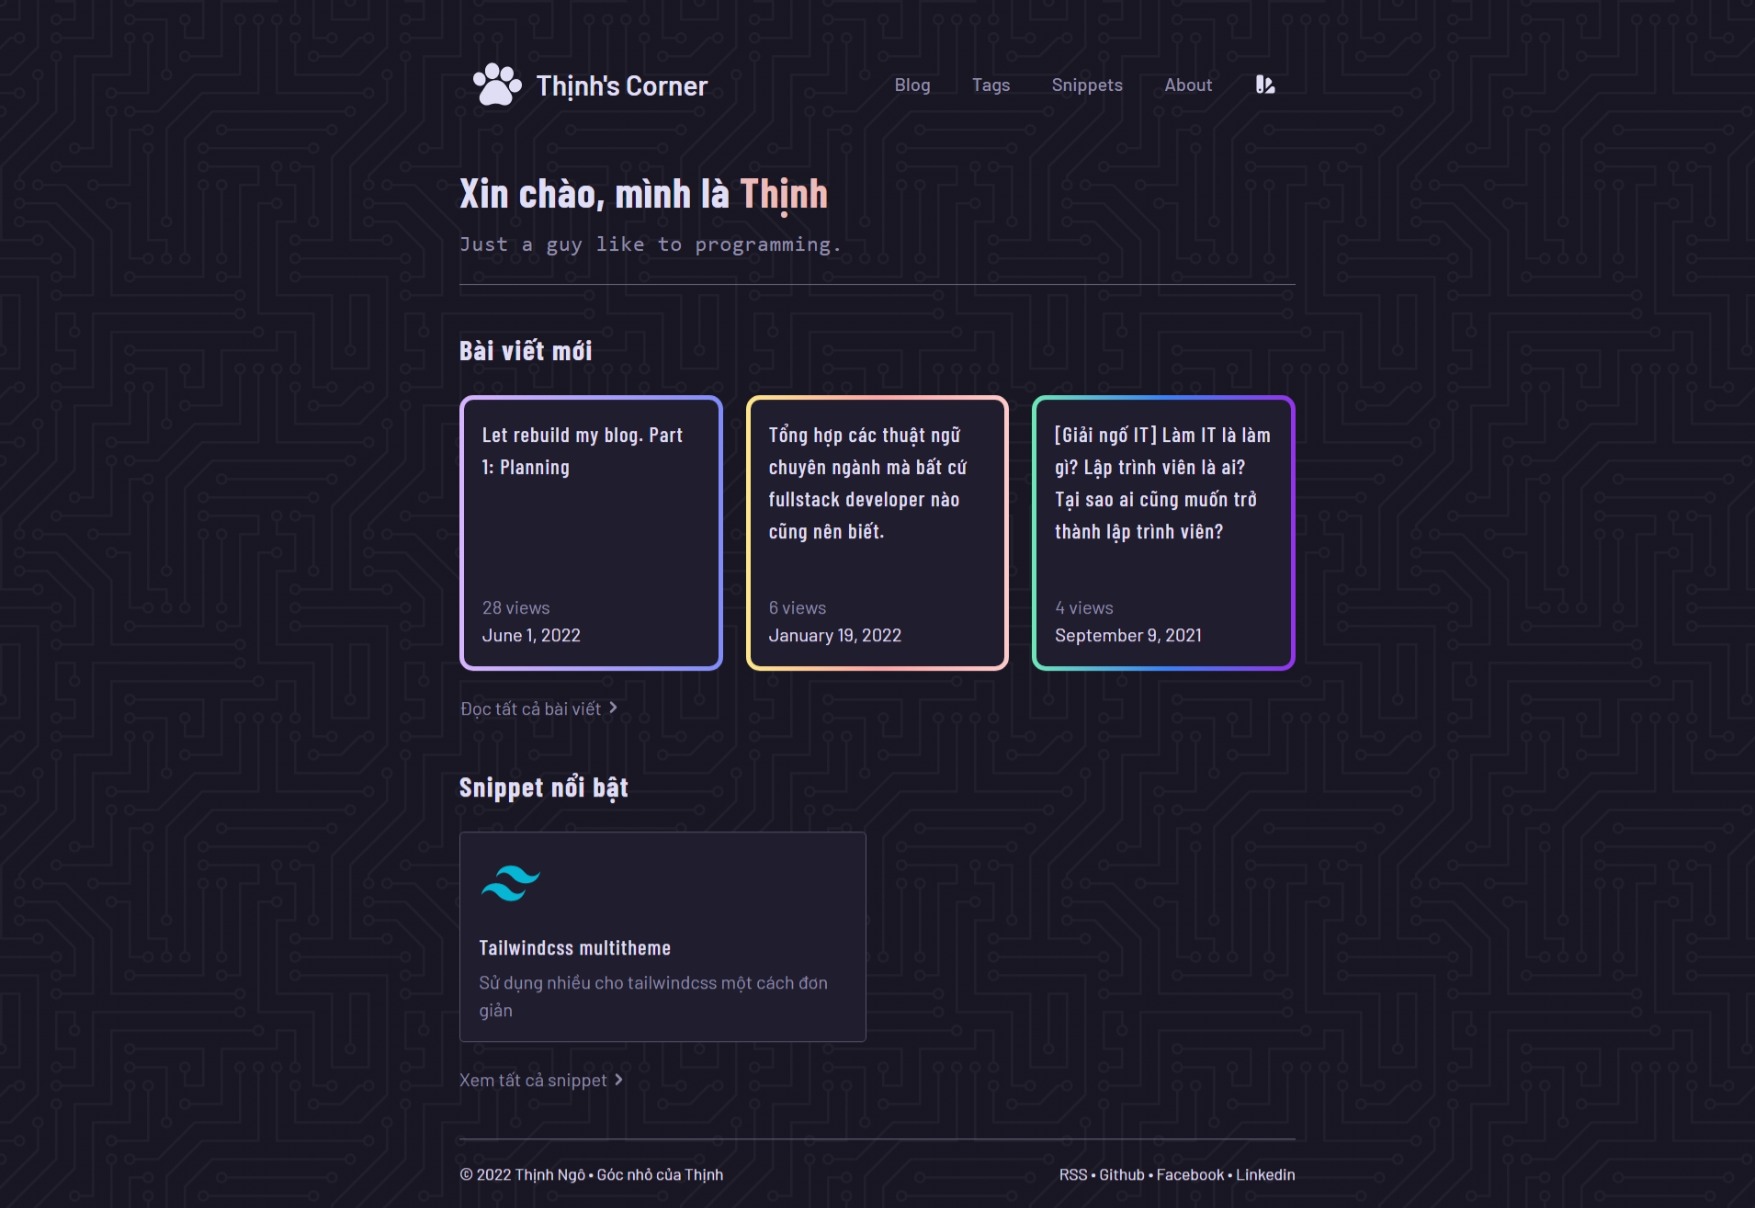 Thịnh's Corner
Blog
Tags
Snippets
About
Xin chào, mình là Thịnh
Just a guy like to programming.
Bài viết mới
Let rebuild my blog. Part
1: Planning
28 views
June 1, 2022
Tổng hợp các thuật ngữ
chuyên ngành mà bất cứ
fullstack developer nào
cũng nên biết.
6 views
January 19, 2022
[Giải ngố IT] Làm IT là làm
gì? Lập trình viên là ai?
Tại sao ai cũng muốn trở
thành lập trình viên?
4 views
September 9, 2021
Đọc tất cả bài viết
Snippet nổi bật
Tailwindcss multitheme
Sử dụng nhiều cho tailwindcss một cách đơn
giản
Xem tất cả snippet
© 2022 Thịnh Ngô • Góc nhỏ của Thịnh
RSS • Github • Facebook • Linkedin